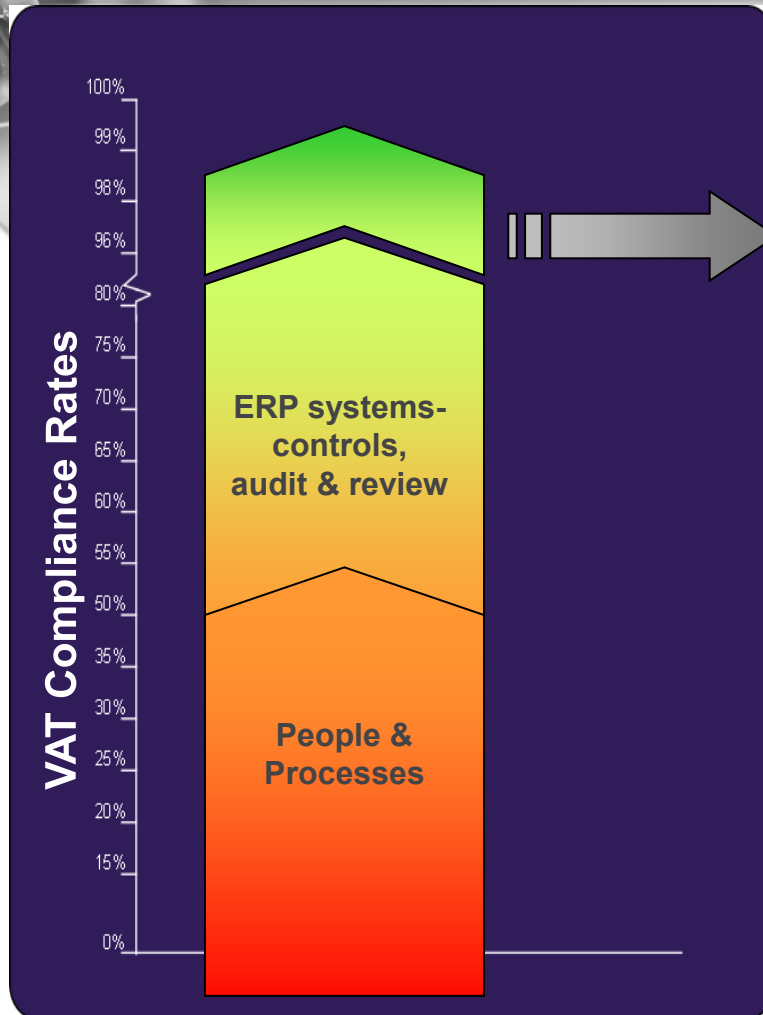 VAT Compliance Rates
100%
99%
98%
96%
80%
75%
70%
65%
60%
55%
50%
35%
30%
25%
20%
15%
0%
ERP systems-
controls,
audit & review
People &
Processes